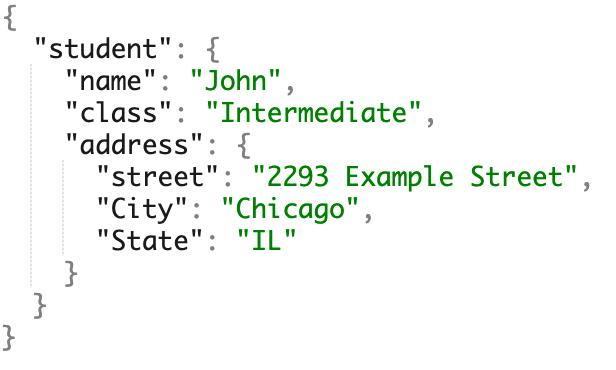 {
  "student": {
    "name": "John",
    "class": "Intermediate",
    "address": {
      "street": "2293 Example Street",
      "City": "Chicago",
      "State": "IL"
    }
  }
}